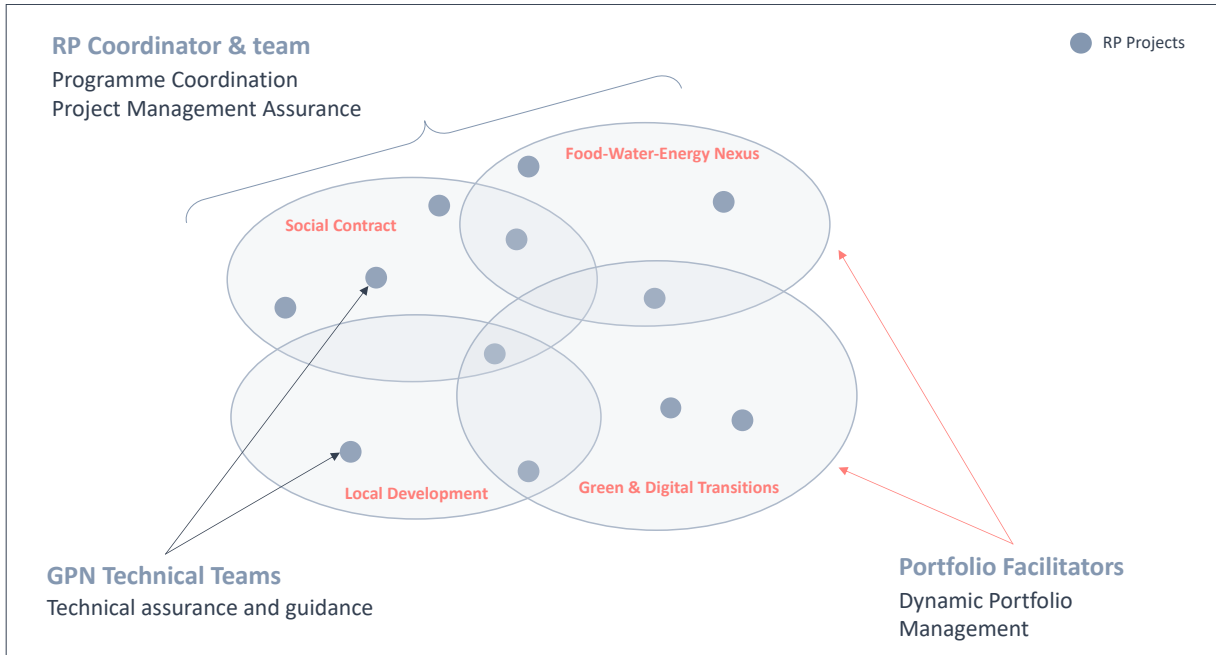 RP Coordinator & team
Programme Coordination
Project Management Assurance
RP Projects
Food-Water-Energy Nexus
Social Contract
Local Development
Green & Digital Transitions
GPN Technical Teams
Technical assurance and guidance
Portfolio Facilitators
Dynamic Portfolio
Management